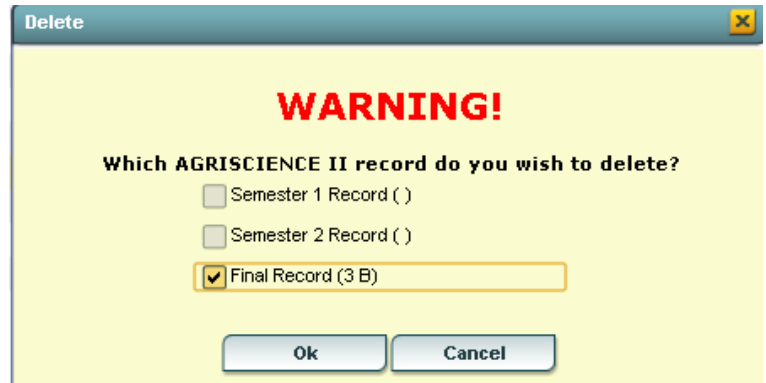 Delete
WARNING!
Which AGRISCIENCE II record do you wish to delete?
Semester 1 Record ( )
Semester 2 Record ( )
Final Record (3 B)
Ok Cancel